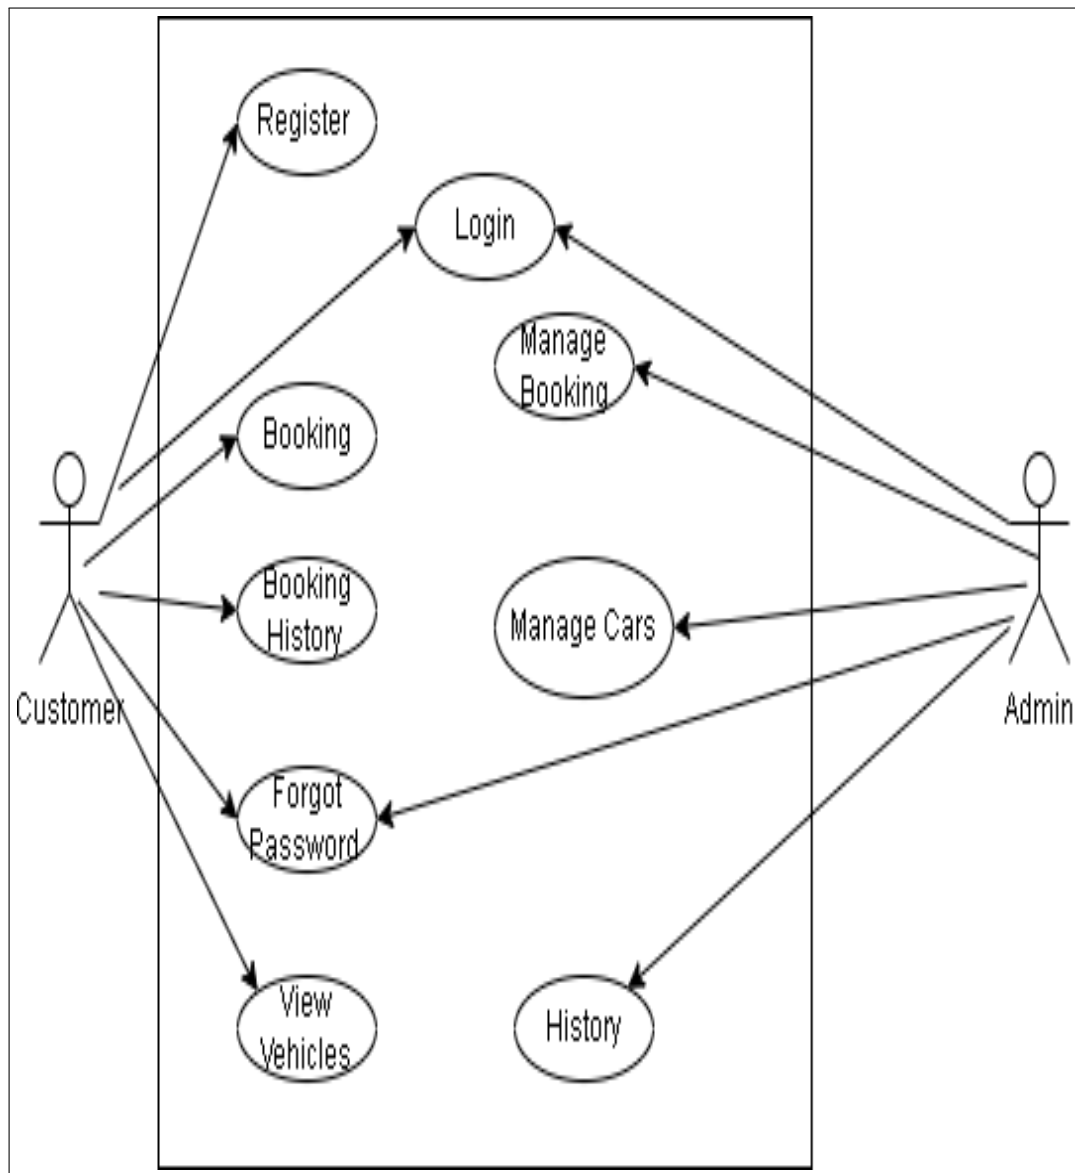 Register
Login
Manage
Booking
Booking
Booking
History
Manage Cars
Customer
Admin
Forgot
Password
View
Vehicles
History